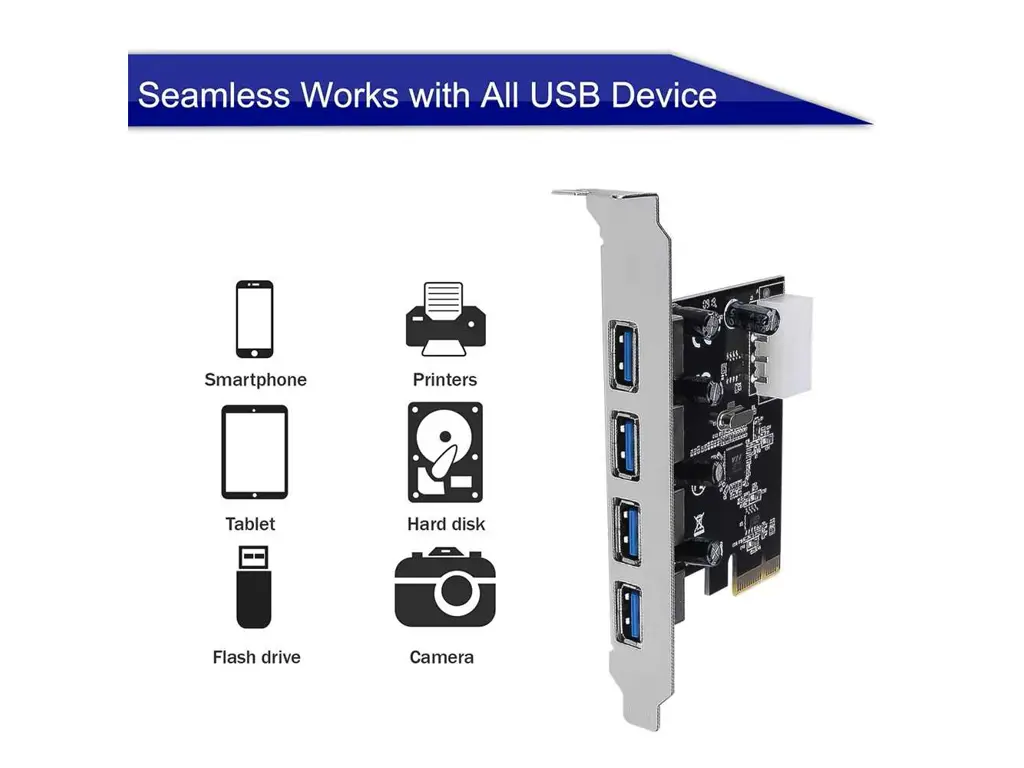 Seamless Works with All USB Device
Smartphone
Printers
Tablet
Hard disk
Flash drive
Camera